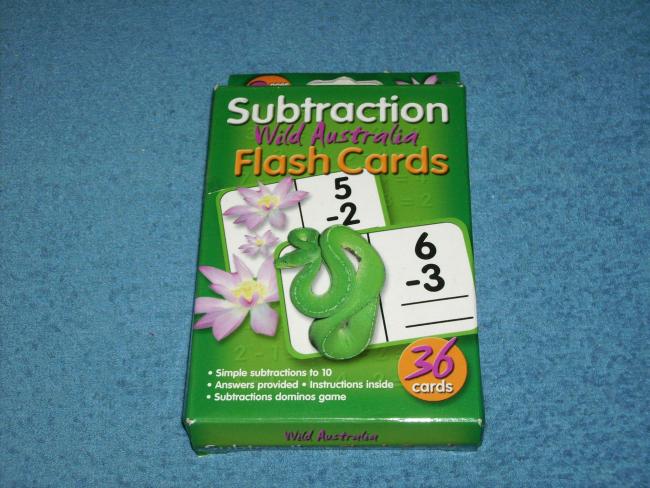 Subtraction
Wild Australia
Flash Cards
5
-2
6
-3
• Simple subtractions to 10
• Answers provided • Instructions inside
• Subtractions dominos game
36
cards
Wild Australia